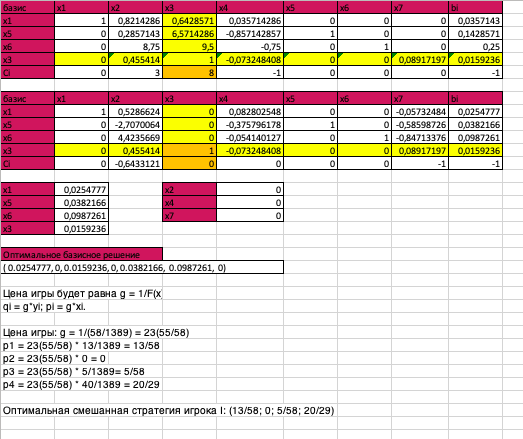 базис x1 x2 x3 x4 x5 x6 x7 bi
x1 1 0,8214286 0,6428571 0,035714286 0 0 0 0,0357143
x5 0 0,2857143 6,5714286 -0,857142857 1 0 0 0,1428571
x6 0 8,75 9,5 -0,75 0 1 0 0,25
x3 0 0,455414 1 -0,073248408 0 0 0,08917197 0,0159236
Ci 0 3 8 -1 0 0 0 -1
базис x1 x2 x3 x4 x5 x6 x7 bi
x1 1 0,5286624 0 0,082802548 0 0 -0,05732484 0,0254777
x5 0 -2,7070064 0 -0,375796178 1 0 -0,58598726 0,0382166
x6 0 4,4235669 0 -0,054140127 0 1 -0,84713376 0,0987261
x3 0 0,455414 1 -0,073248408 0 0 0,08917197 0,0159236
Ci 0 -0,6433121 0 0 0 0 -1 -1
x1 0,0254777 x2 0
x5 0,0382166 x4 0
x6 0,0987261 x7 0
x3 0,0159236
Оптимальное базисное решение
( 0.0254777, 0, 0.0159236, 0, 0.0382166, 0.0987261, 0)
Цена игры будет равна g = 1/F(x
qi = g*yi; pi = g*xi.
Цена игры: g = 1/(58/1389) = 23(55/58)
p1 = 23(55/58) * 13/1389 = 13/58
p2 = 23(55/58) * 0 = 0
p3 = 23(55/58) * 5/1389= 5/58
p4 = 23(55/58) * 40/1389 = 20/29
Оптимальная смешанная стратегия игрока I: (13/58; 0; 5/58; 20/29)